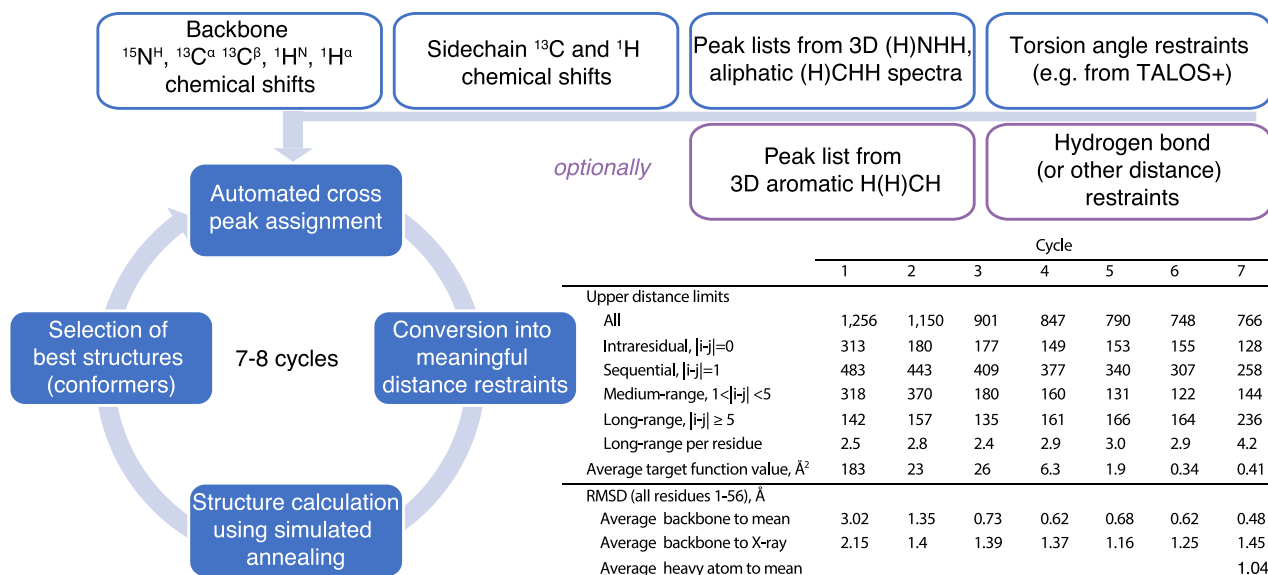 Backbone
¹⁵Nᴴ, ¹³Cᵅ ¹³Cᵝ, ¹Hᴺ, ¹Hᵅ
chemical shifts
Sidechain ¹³C and ¹H
chemical shifts
Peak lists from 3D (H)NHH,
aliphatic (H)CHH spectra
Torsion angle restraints
(e.g. from TALOS+)
optionally
Peak list from
3D aromatic H(H)CH
Hydrogen bond
(or other distance)
restraints
Automated cross
peak assignment
Conversion into
meaningful
distance restraints
Structure calculation
using simulated
annealing
Selection of
best structures
(conformers)
7-8 cycles
Cycle
1 2 3 4 5 6 7
Upper distance limits
All 1,256 1,150 901 847 790 748 766
Intraresidual, |i-j|=0 313 180 177 149 153 155 128
Sequential, |i-j|=1 483 443 409 377 340 307 258
Medium-range, 1<|i-j| <5 318 370 180 160 131 122 144
Long-range, |i-j| ≥ 5 142 157 135 161 166 164 236
Long-range per residue 2.5 2.8 2.4 2.9 3.0 2.9 4.2
Average target function value, Å² 183 23 26 6.3 1.9 0.34 0.41
RMSD (all residues 1-56), Å
Average backbone to mean 3.02 1.35 0.73 0.62 0.68 0.62 0.48
Average backbone to X-ray 2.15 1.4 1.39 1.37 1.16 1.25 1.45
Average heavy atom to mean 1.04